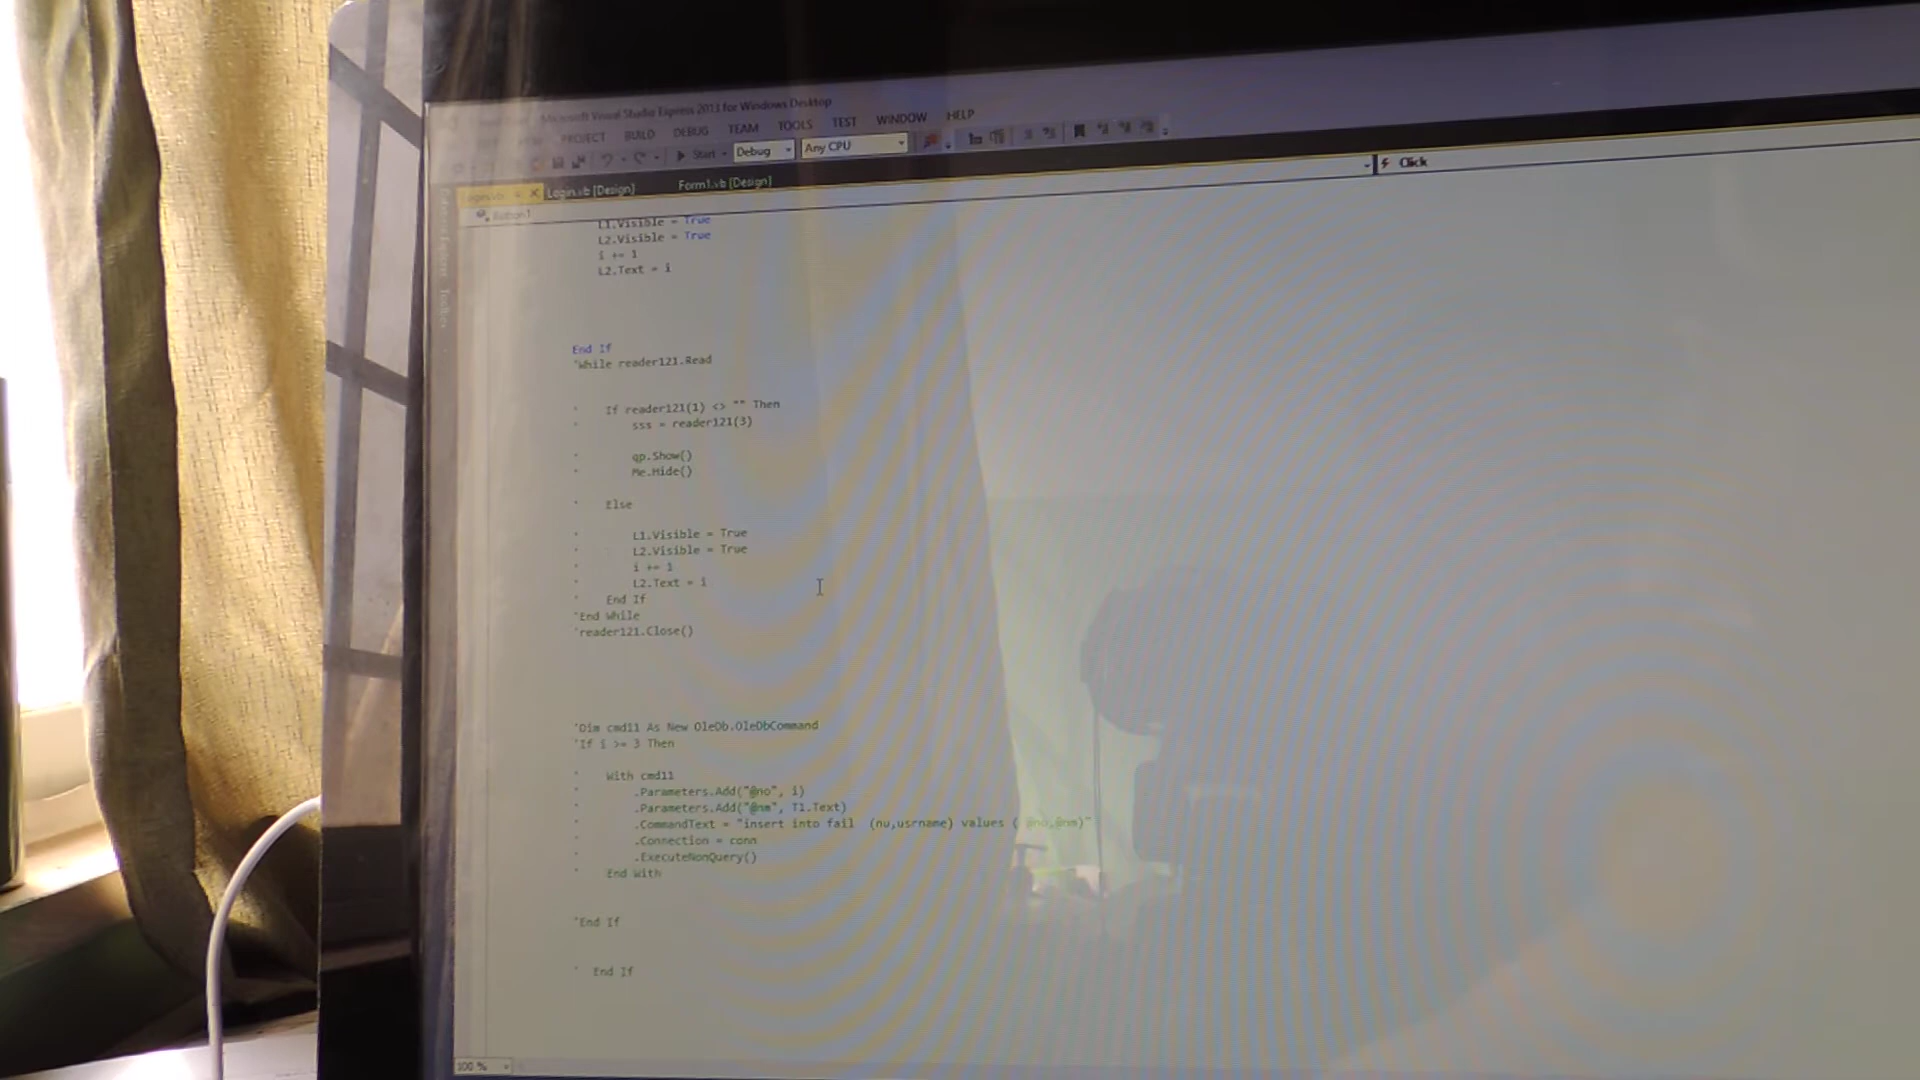 Microsoft Visual Studio Express 2013 for Windows Desktop
PROJECT BUILD DEBUG TEAM TOOLS TEST WINDOW HELP
Start Debug Any CPU
Login.vb [Design] Form1.vb [Design]
Button1
Click
L1.Visible = True
L2.Visible = True
i += 1
L2.Text = i
End If
'While reader121.Read
' If reader121(1) <> "" Then
' sss = reader121(3)
' qp.Show()
' Me.Hide()
' Else
' L1.Visible = True
' L2.Visible = True
' i += 1
' L2.Text = i
' End If
'End While
'reader121.Close()
'Dim cmd11 As New OleDb.OleDbCommand
'If i >= 3 Then
' With cmd11
' .Parameters.Add("@no", i)
' .Parameters.Add("@nm", T1.Text)
' .CommandText = "insert into fail (nu,usrname) values ( @no,@nm)"
' .Connection = conn
' .ExecuteNonQuery()
' End With
'End If
' End If
100 %